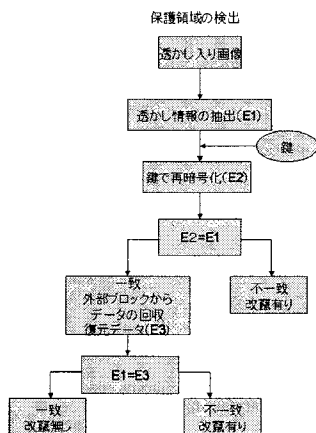 保護領域の検出
透かし入り画像
透かし情報の抽出(E1)
鍵
鍵で再暗号化(E2)
E2=E1
一致
外部ブロックから
データの回収
復元データ(E3)
不一致
改竄有り
E1=E3
一致
改竄無し
不一致
改竄有り